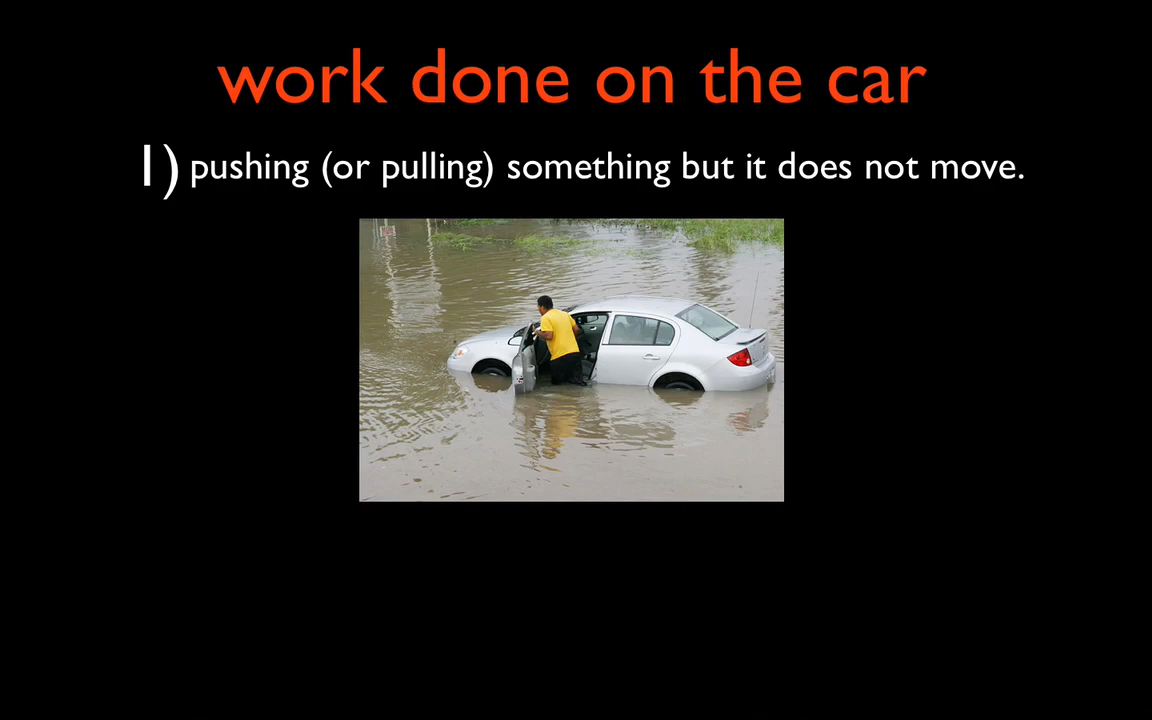 work done on the car
1) pushing (or pulling) something but it does not move.